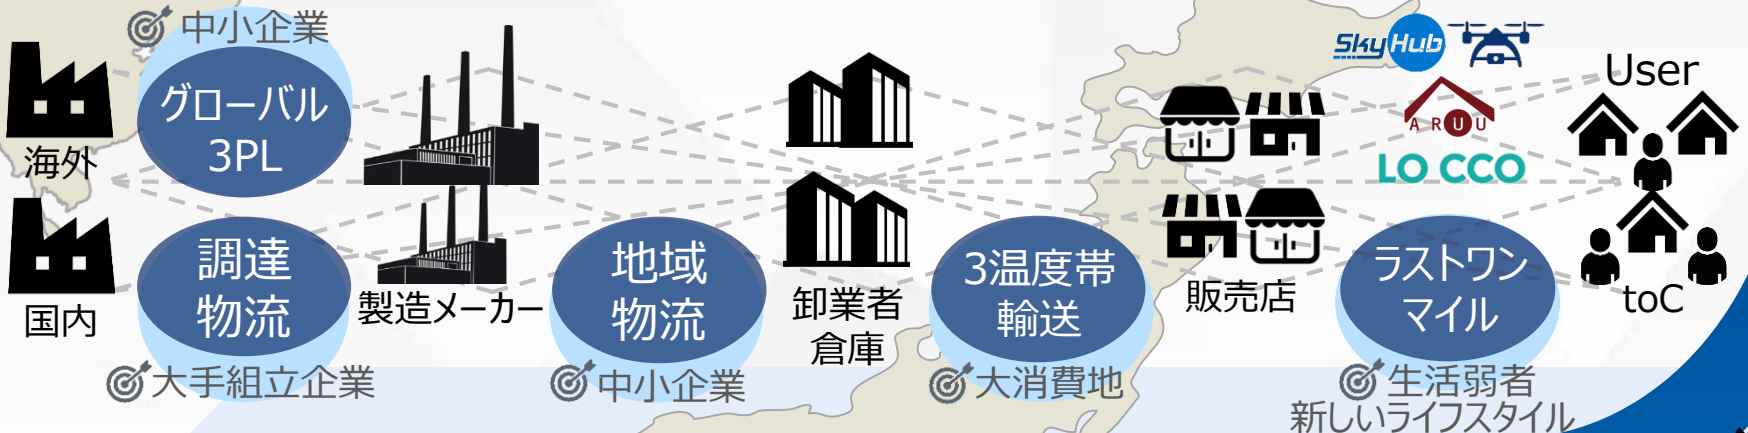 中小企業
グローバル
3PL
海外
調達
物流
国内
大手組立企業
製造メーカー
地域
物流
中小企業
卸業者
倉庫
3温度帯
輸送
大消費地
販売店
SkyHub
ARUU
LO CCO
ラストワン
マイル
生活弱者
新しいライフスタイル
User
toC